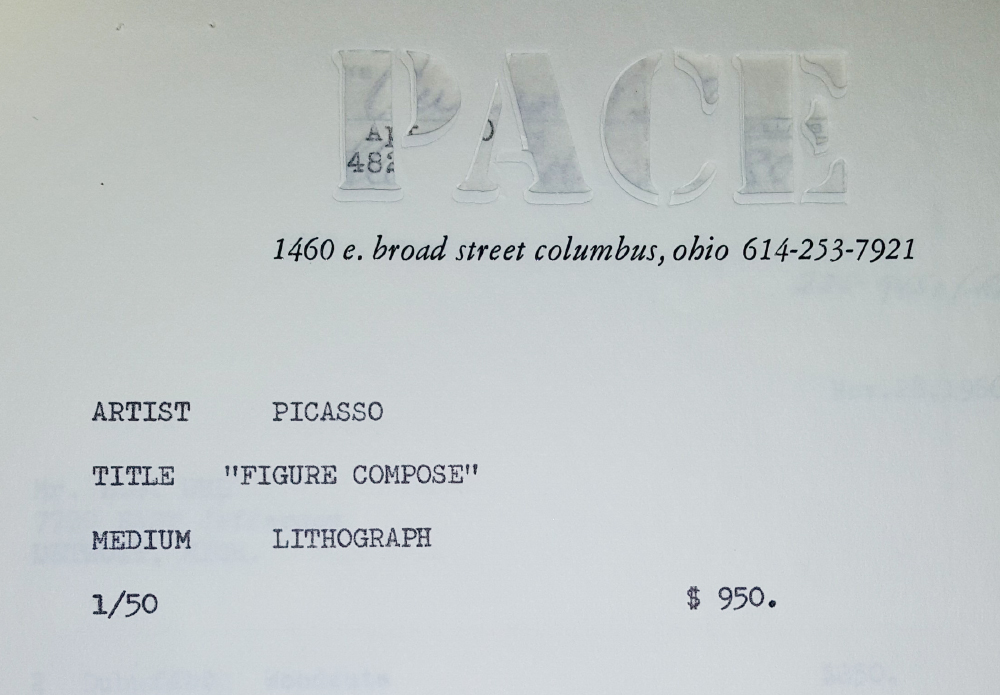 PACE
1460 e. broad street columbus, ohio 614-253-7921
ARTIST PICASSO
TITLE "FIGURE COMPOSE"
MEDIUM LITHOGRAPH
1/50 $ 950.